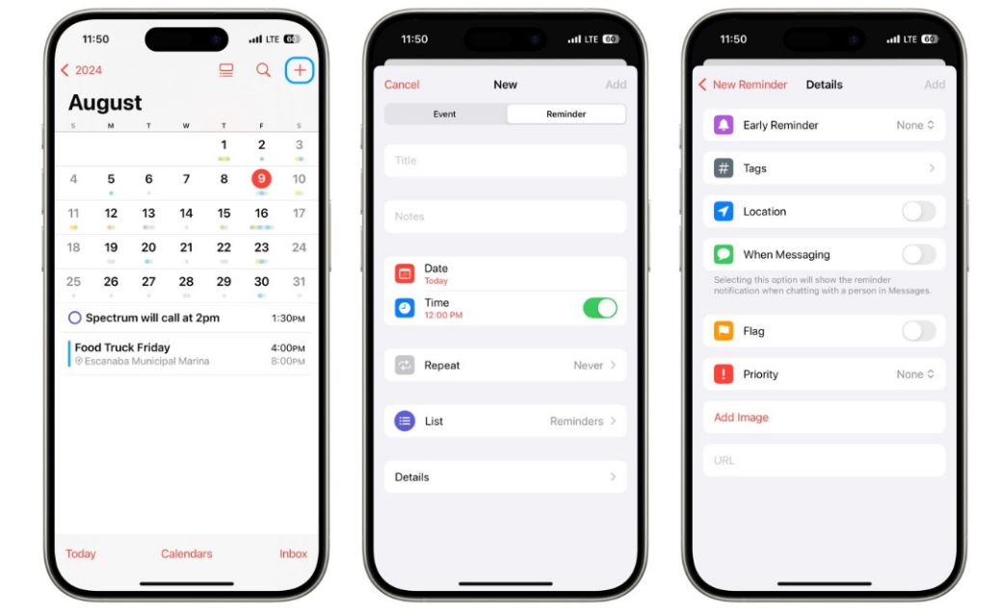 11:50
LTE 60
2024
August
S M T W T F S
1 2 3
4 5 6 7 8 9 10
11 12 13 14 15 16 17
18 19 20 21 22 23 24
25 26 27 28 29 30 31
Spectrum will call at 2pm 1:30PM
Food Truck Friday 4:00PM
Escanaba Municipal Marina 8:00PM
Today Calendars Inbox
11:50
LTE 60
Cancel New Add
Event Reminder
Title
Notes
Date
Today
Time
12:00 PM
Repeat Never
List Reminders
Details
11:50
LTE 60
New Reminder Details Add
Early Reminder None
# Tags
Location
When Messaging
Selecting this option will show the reminder
notification when chatting with a person in Messages.
Flag
! Priority None
Add Image
URL